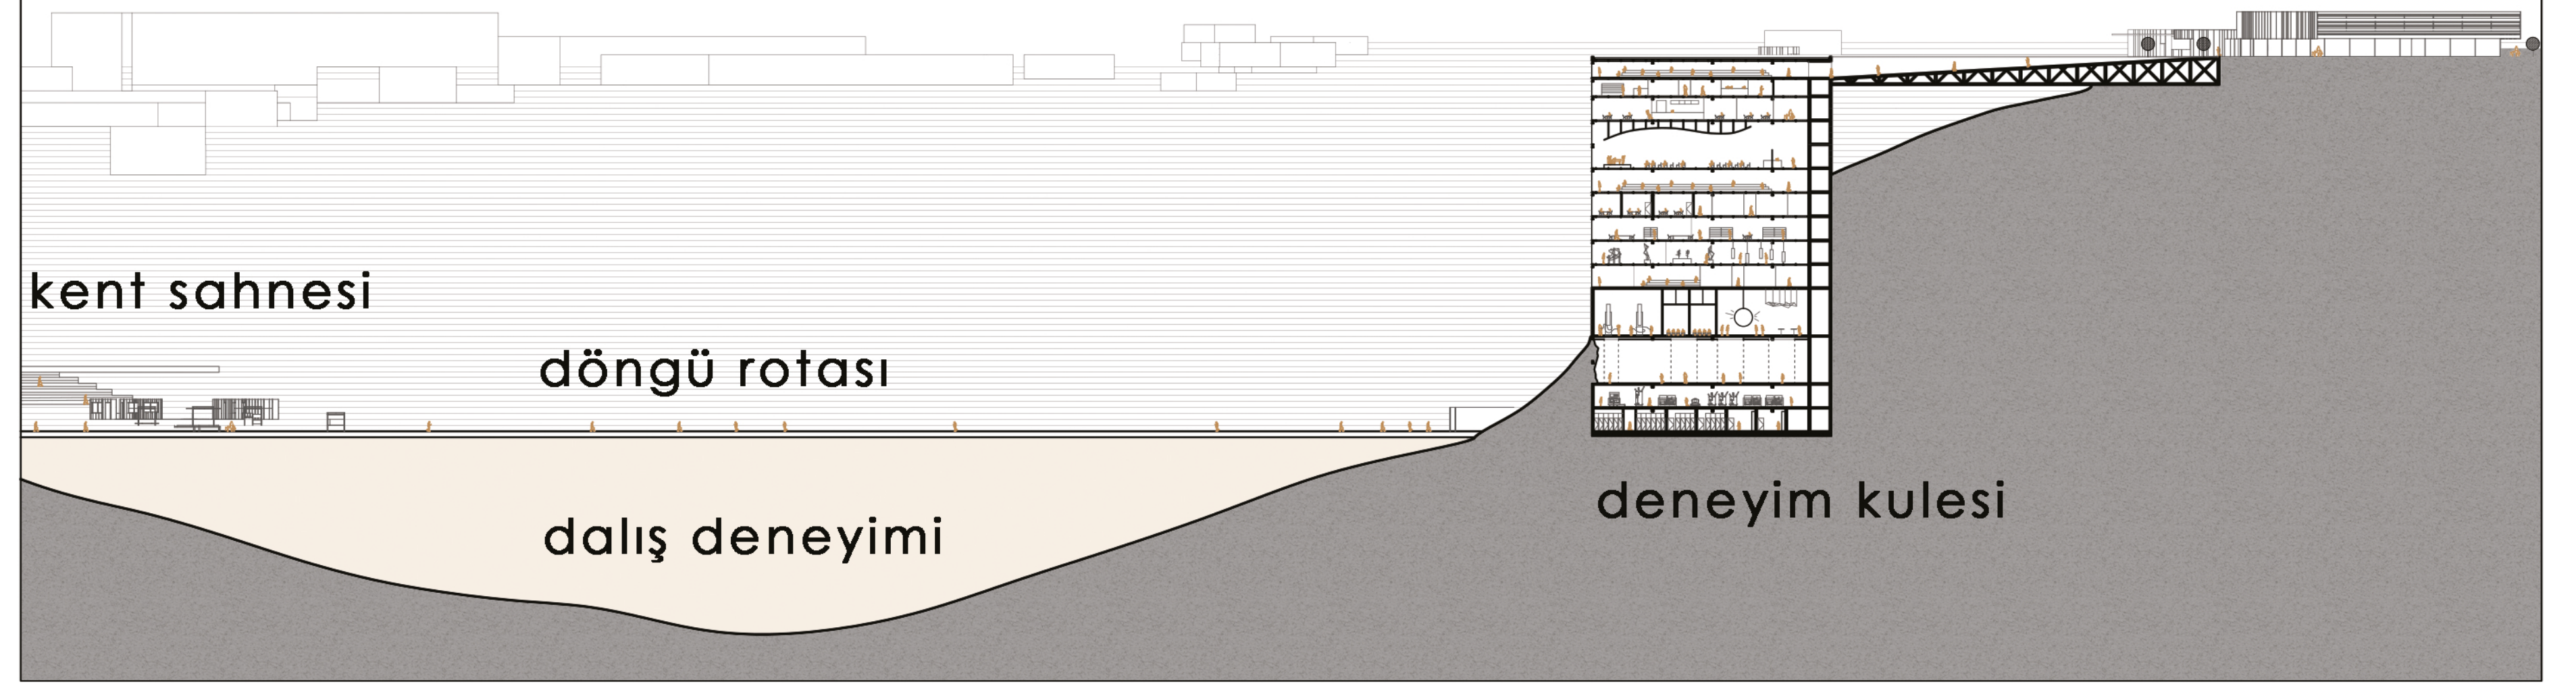 kent sahnesi
döngü rotası
dalış deneyimi
deneyim kulesi